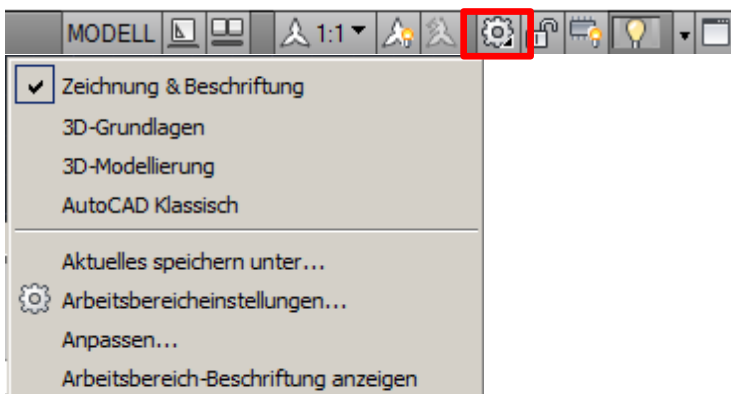 MODELL 1:1
Zeichnung & Beschriftung
3D-Grundlagen
3D-Modellierung
AutoCAD Klassisch
Aktuelles speichern unter...
Arbeitsbereicheinstellungen...
Anpassen...
Arbeitsbereich-Beschriftung anzeigen